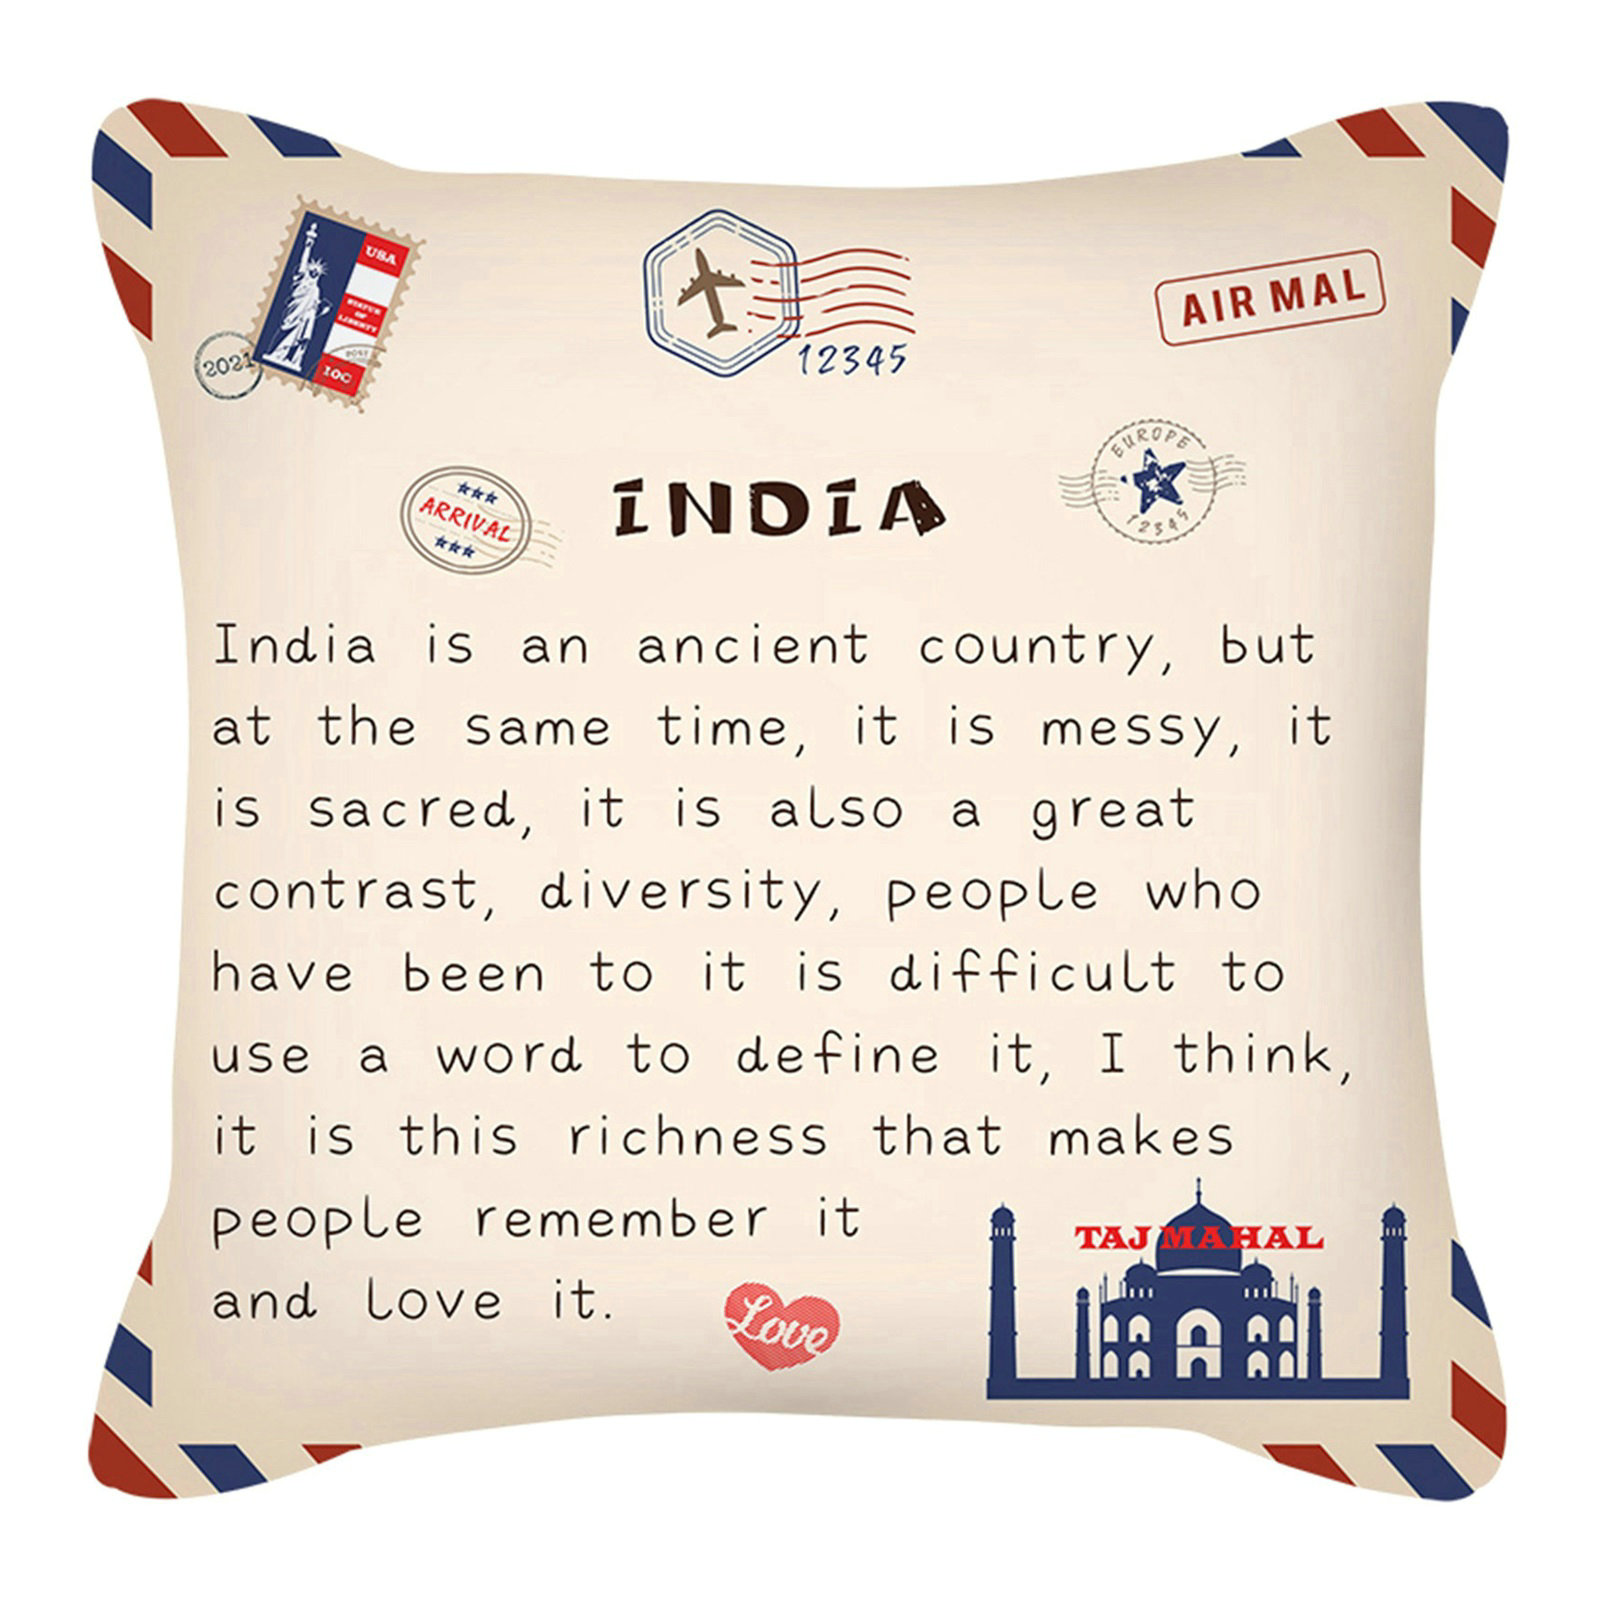 USA
STATUE
OF
LIBERTY
2021
10C
12345
AIR MAL
EUROPE
12345
ARRIVAL
INDIA
India is an ancient country, but
at the same time, it is messy, it
is sacred, it is also a great
contrast, diversity, people who
have been to it is difficult to
use a word to define it, I think,
it is this richness that makes
people remember it
and love it.
TAJ MAHAL
Love